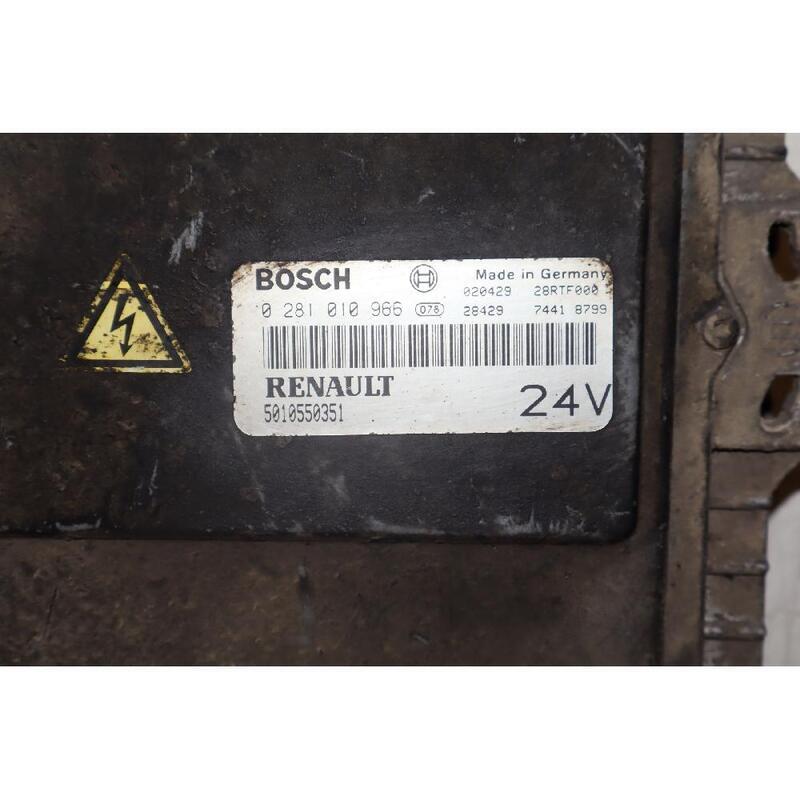 BOSCH Made in Germany
020429 28RTF000
0 281 010 966 078 28429 7441 8799
RENAULT
5010550351 24V